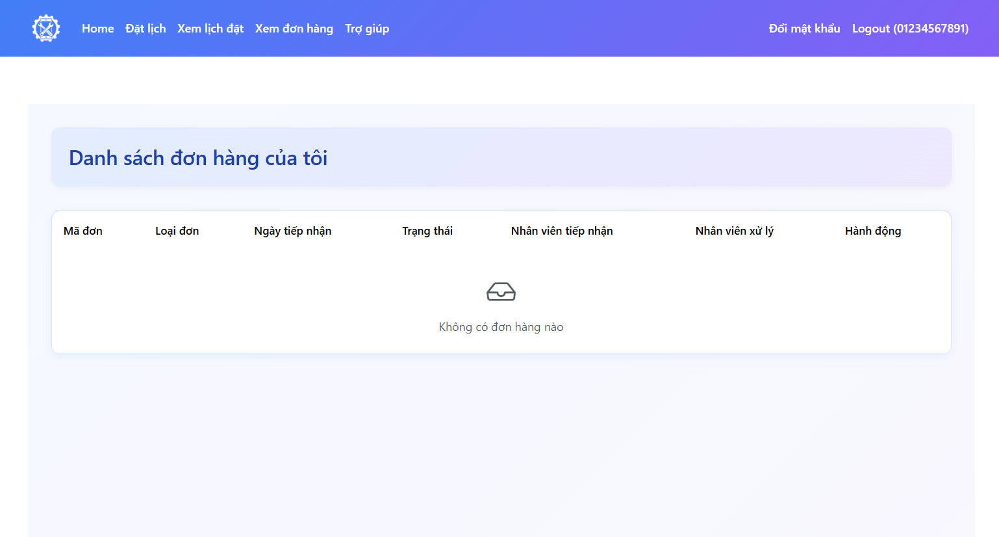 Home Đặt lịch Xem lịch đặt Xem đơn hàng Trợ giúp Đổi mật khẩu Logout (01234567891)
Danh sách đơn hàng của tôi
Mã đơn Loại đơn Ngày tiếp nhận Trạng thái Nhân viên tiếp nhận Nhân viên xử lý Hành động
Không có đơn hàng nào